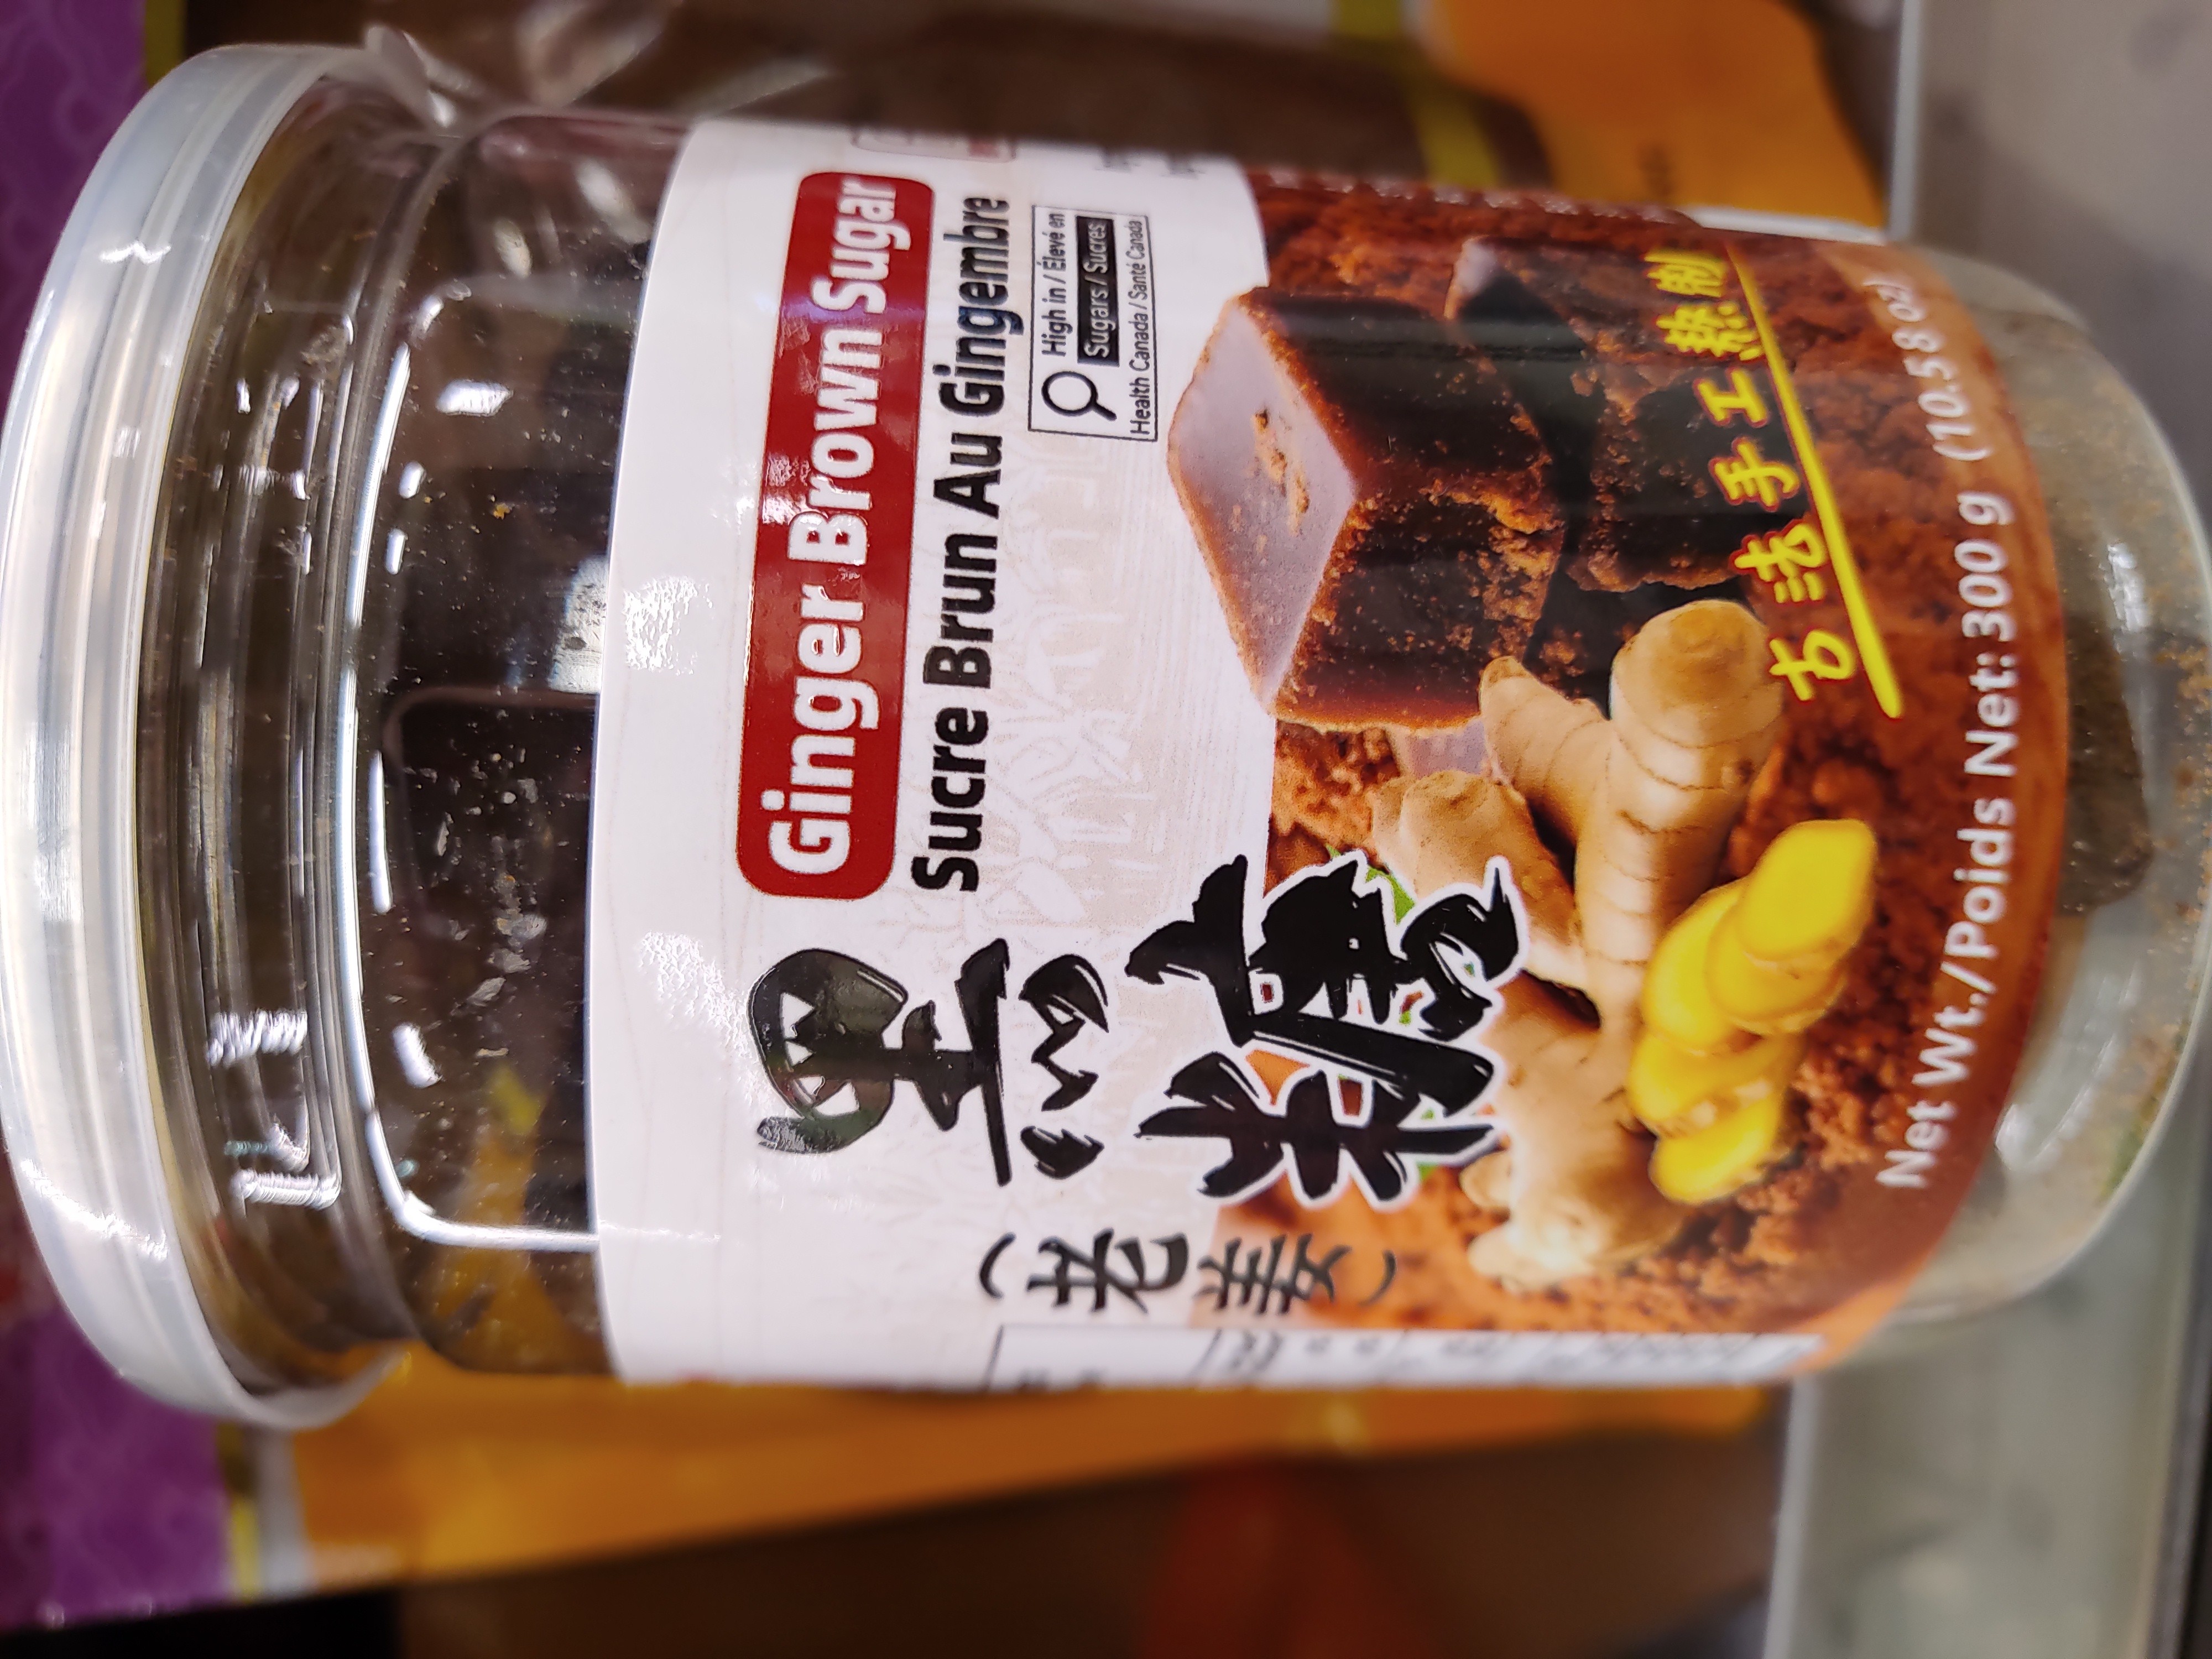 Ginger Brown Sugar
Sucre Brun Au Gingembre
High in / Élevé en
Sugars / Sucres
Health Canada / Santé Canada
黑糖
(老姜)
古法手工熬制
Net Wt./Poids Net: 300 g (10.58 oz)